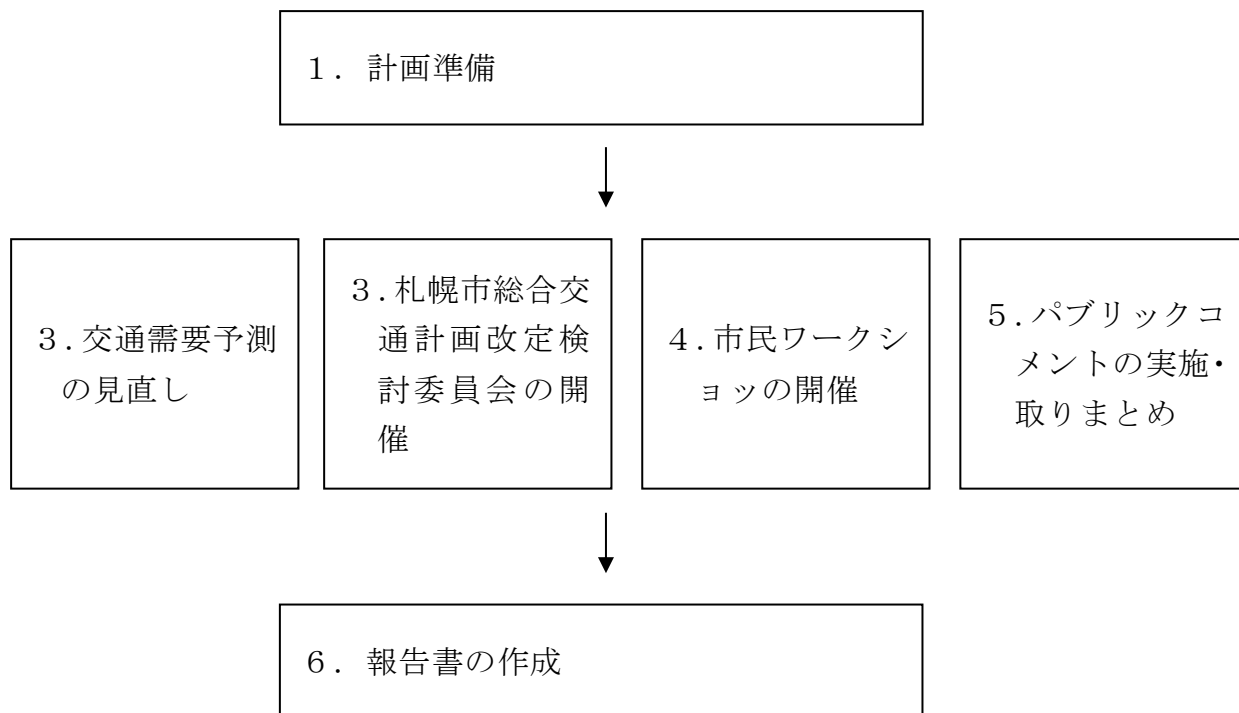 １．計画準備
３.交通需要予測
の見直し
３.札幌市総合交
通計画改定検
討委員会の開
催
４.市民ワークシ
ョッの開催
５.パブリックコ
メントの実施・
取りまとめ
６．報告書の作成